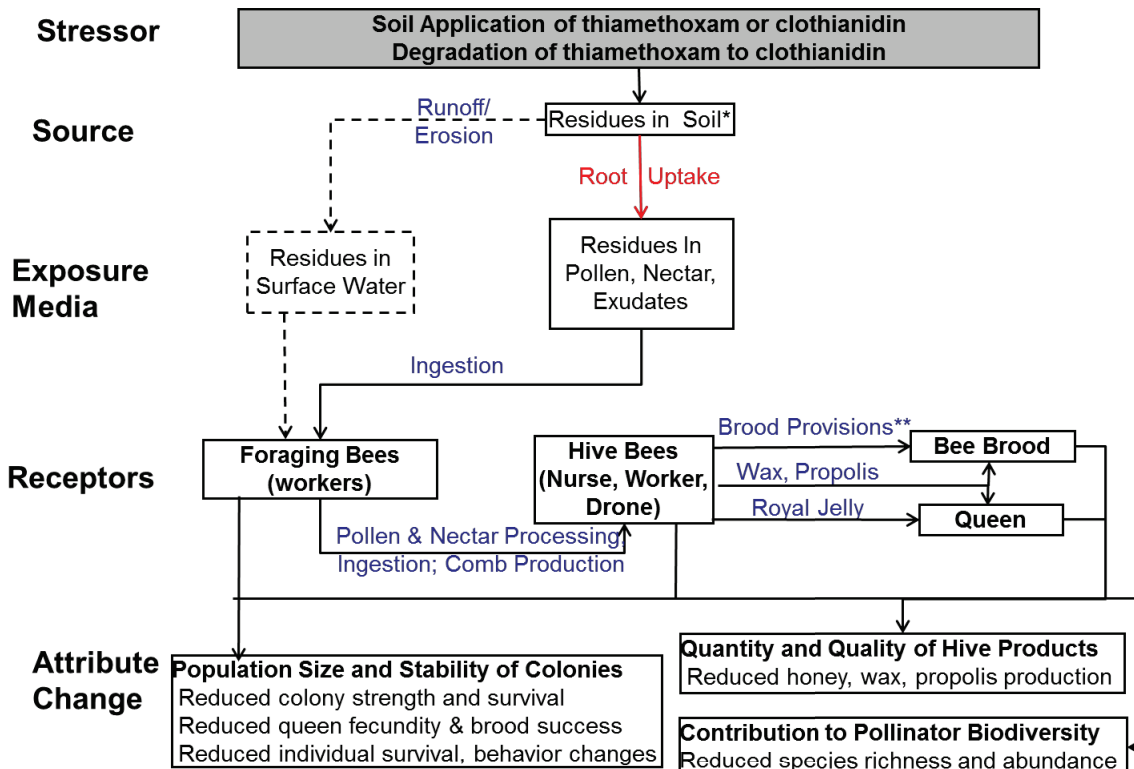 Stressor
Soil Application of thiamethoxam or clothianidin
Degradation of thiamethoxam to clothianidin
Source
Runoff/
Erosion
Residues in Soil*
Root Uptake
Exposure
Media
Residues in
Surface Water
Residues In
Pollen, Nectar,
Exudates
Ingestion
Receptors
Foraging Bees
(workers)
Hive Bees
(Nurse, Worker,
Drone)
Brood Provisions**
Bee Brood
Wax, Propolis
Royal Jelly
Queen
Pollen & Nectar Processing,
Ingestion; Comb Production
Attribute
Change
Population Size and Stability of Colonies
Reduced colony strength and survival
Reduced queen fecundity & brood success
Reduced individual survival, behavior changes
Quantity and Quality of Hive Products
Reduced honey, wax, propolis production
Contribution to Pollinator Biodiversity
Reduced species richness and abundance